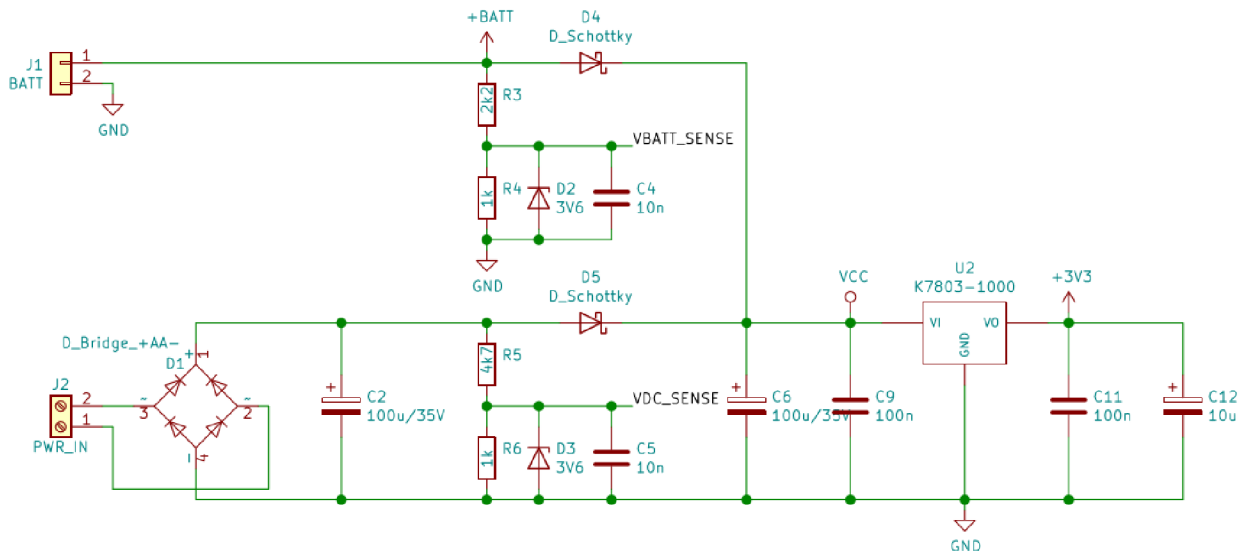 +BATT
D4
D_Schottky
J1
BATT
1
2
GND
2k2
R3
VBATT_SENSE
1k
R4
D2
3V6
C4
10n
GND
D5
D_Schottky
VCC
U2
K7803-1000
+3V3
VI
VO
GND
D_Bridge_+AA-
D1
+
1
4k7
R5
J2
2
1
PWR_IN
~
3
~
2
-
4
+
C2
100u/35V
VDC_SENSE
1k
R6
D3
3V6
C5
10n
+
C6
100u/35V
C9
100n
C11
100n
+
C12
10u
GND